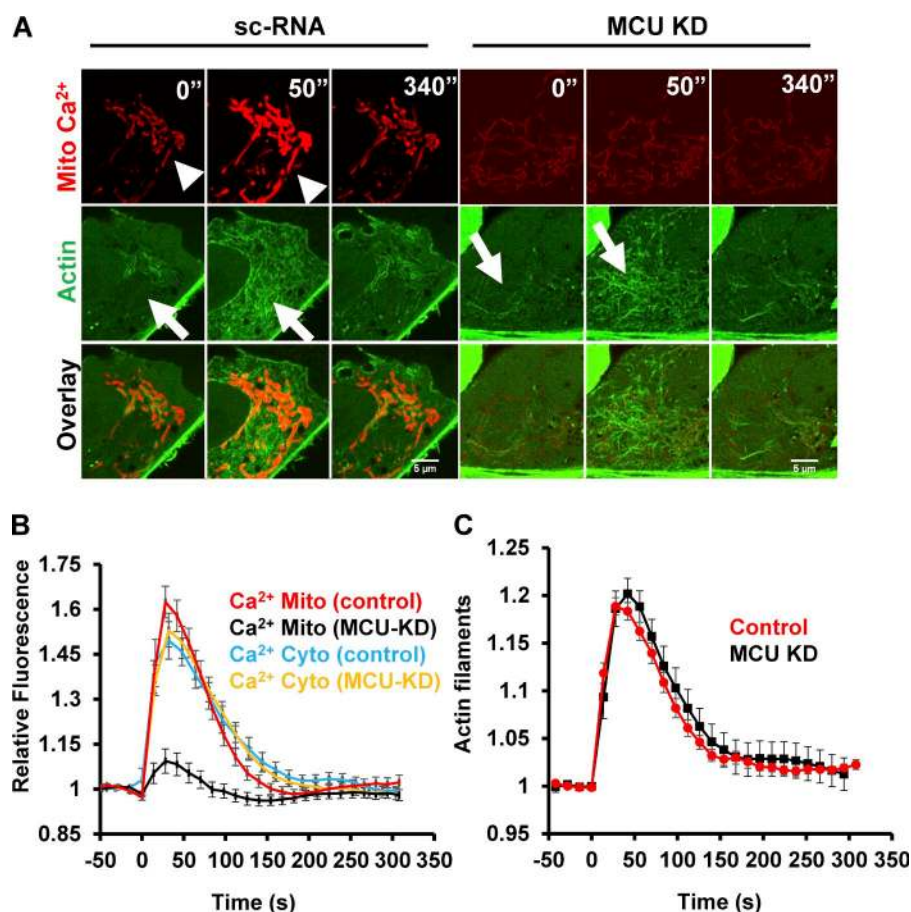 A
sc-RNA MCU KD
0” 50” 340” 0” 50” 340”
Mito Ca²⁺
Actin
Overlay
5 µm 5 µm
B
Relative Fluorescence
1.75
1.6
1.45
1.3
1.15
1
0.85
Ca²⁺ Mito (control)
Ca²⁺ Mito (MCU-KD)
Ca²⁺ Cyto (control)
Ca²⁺ Cyto (MCU-KD)
-50 0 50 100 150 200 250 300 350
Time (s)
C
Actin filaments
1.25
1.20
1.15
1.10
1.05
1.00
0.95
Control
MCU KD
-50 0 50 100 150 200 250 300 350
Time (s)